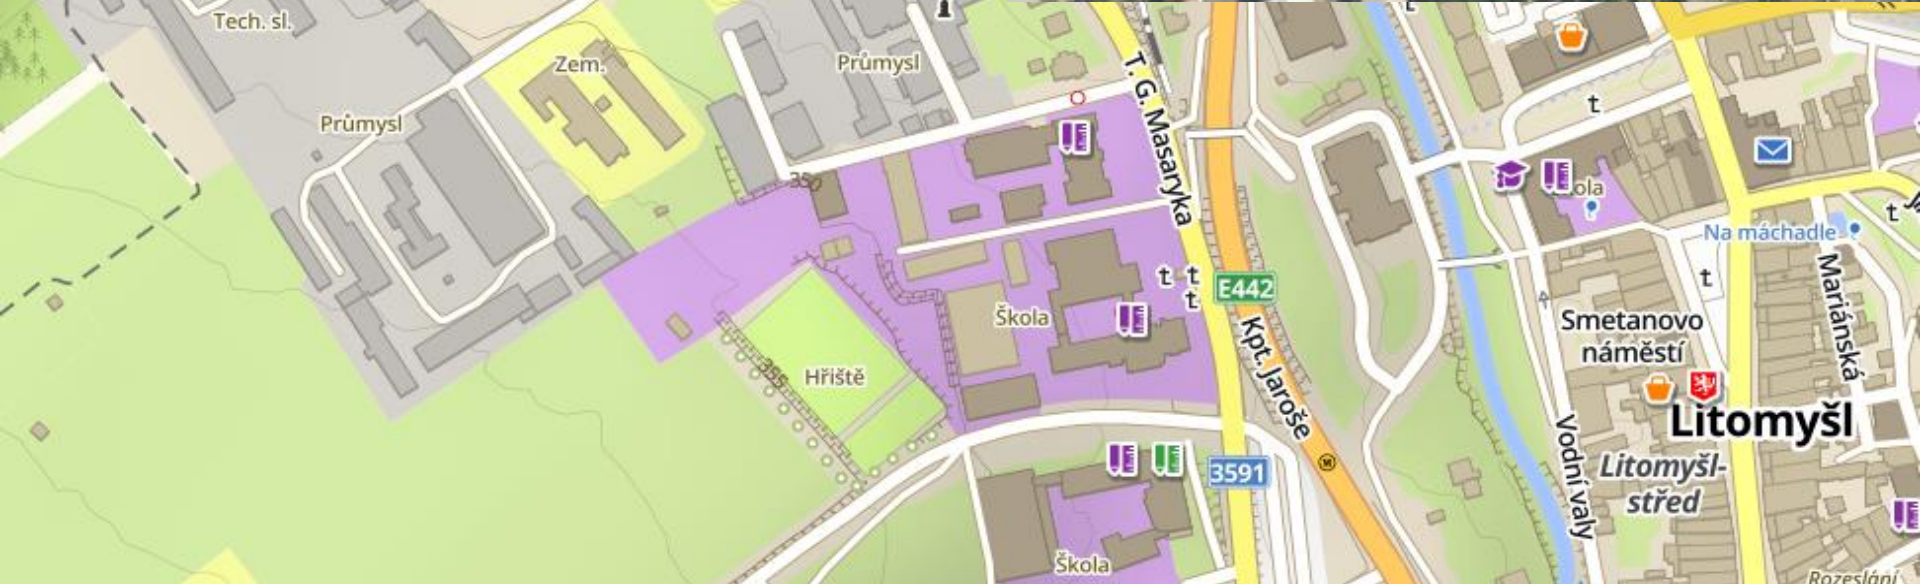 Tech. sl.
Zem.
Průmysl
Průmysl
T. G. Masaryka
350
t
t
Na máchadle
t
t
t
t
t
E442
Škola
Mariánská
Smetanovo
náměstí
Kpt. Jaroše
Hřiště
355
Litomyšl
Vodní valy
Litomyšl-
střed
3591
M
Škola
Rozeslání